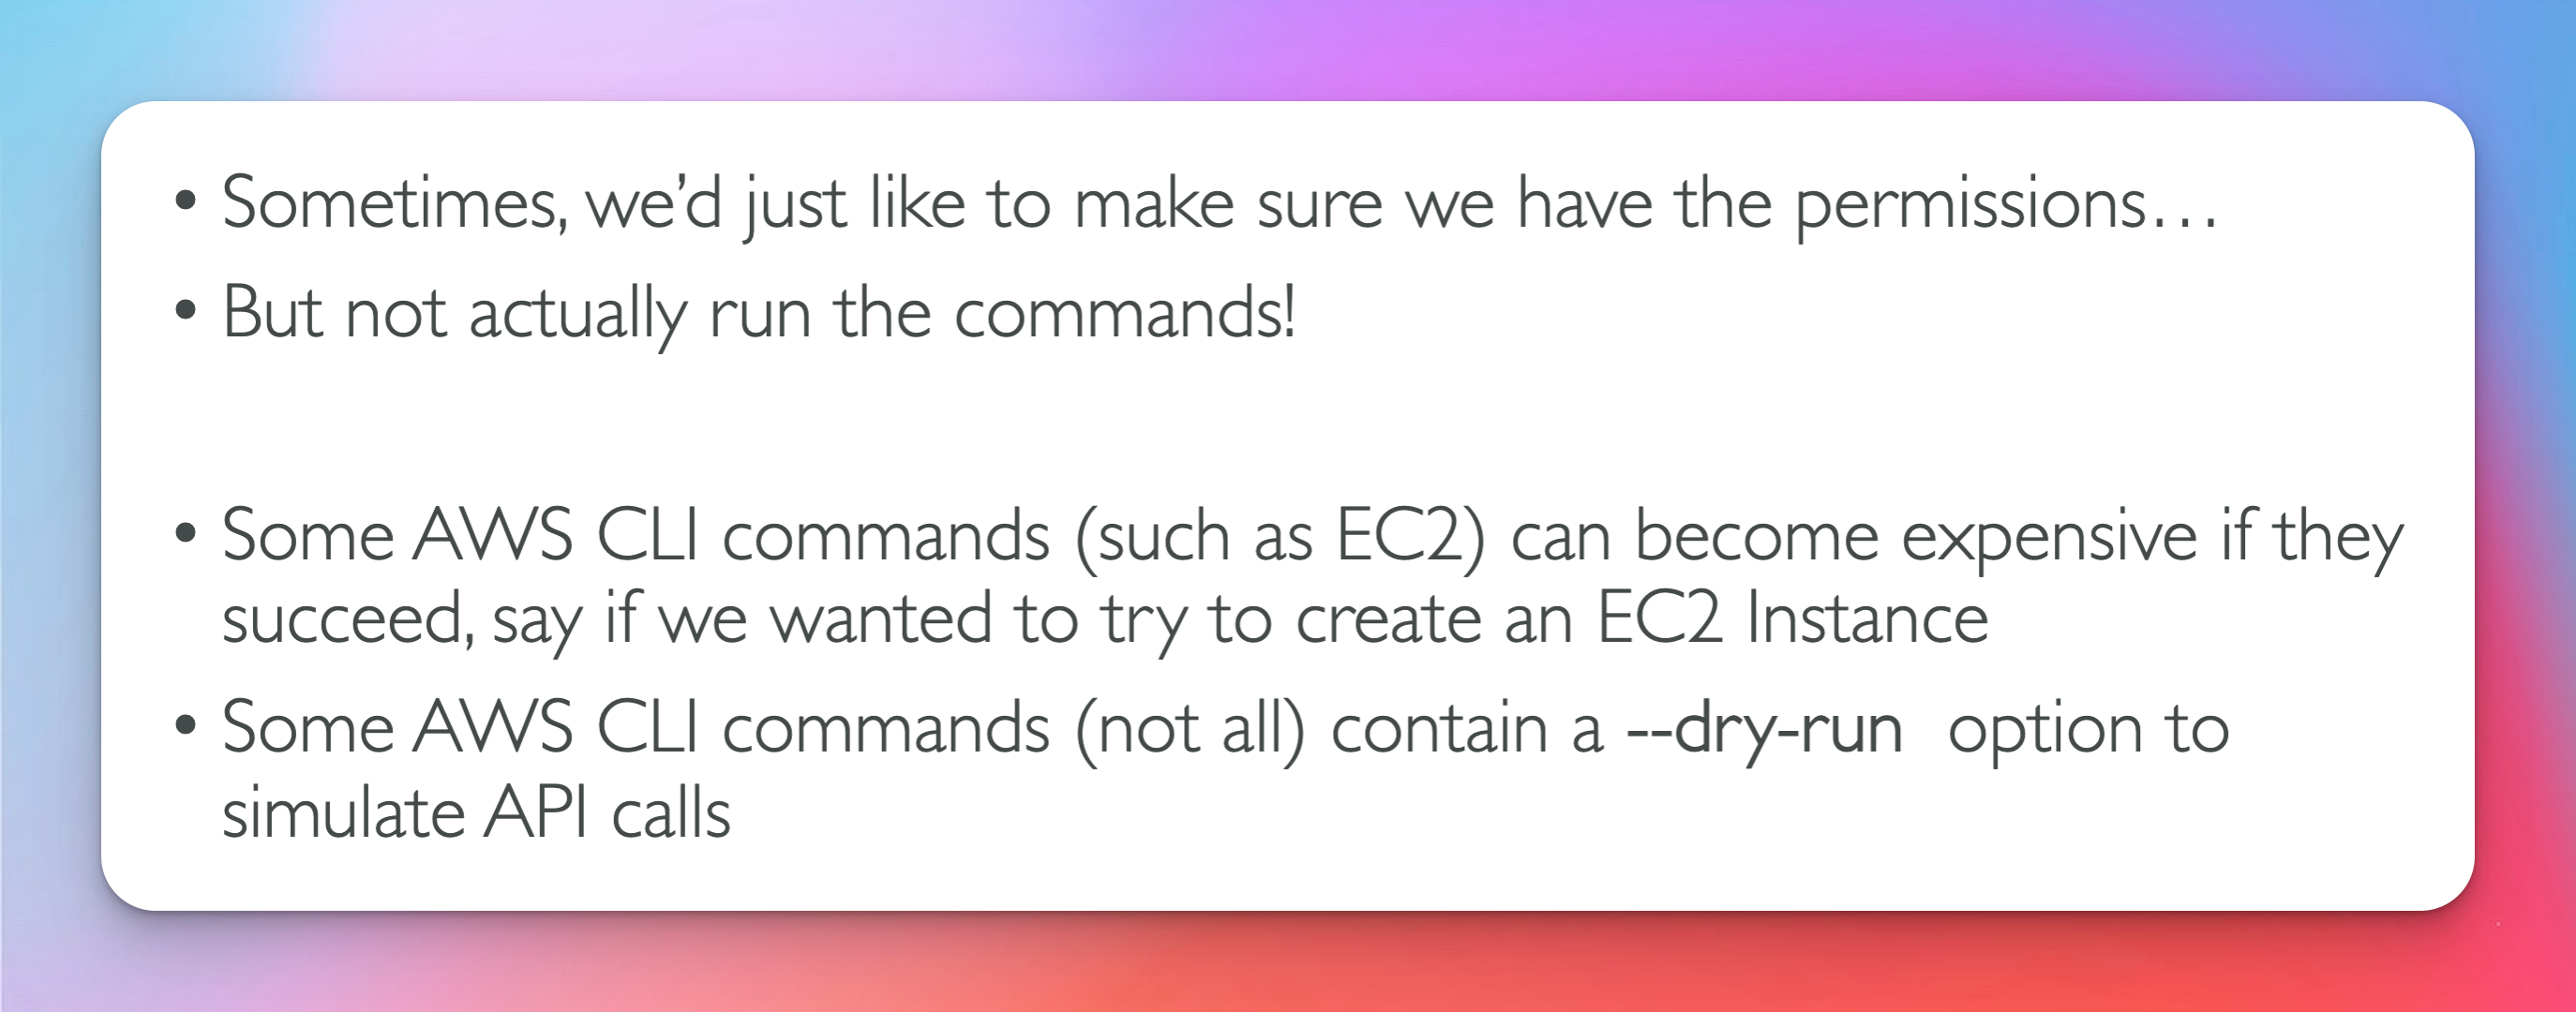 • Sometimes, we’d just like to make sure we have the permissions…
• But not actually run the commands!
• Some AWS CLI commands (such as EC2) can become expensive if they
succeed, say if we wanted to try to create an EC2 Instance
• Some AWS CLI commands (not all) contain a --dry-run option to
simulate API calls